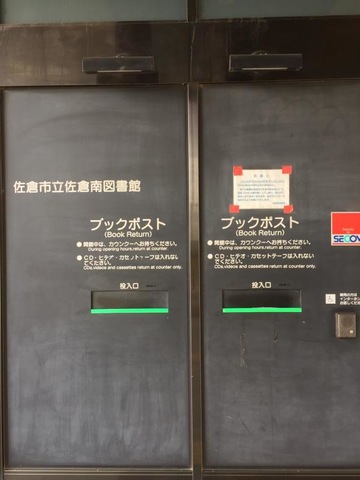 佐倉市立佐倉南図書館
ブックポスト
(Book Return)
●開館中は、カウンターへお持ちください。
During opening hours,return at counter.
●CD・ビデオ・カセットテープは入れない
でください。
CDs,videos and cassettes return at counter only.
投入口
ブックポスト
(Book Return)
●開館中は、カウンターへお持ちください。
During opening hours,return at counter.
●CD・ビデオ・カセットテープは入れない
でください。
CDs,videos and cassettes return at counter only.
投入口
SECOM